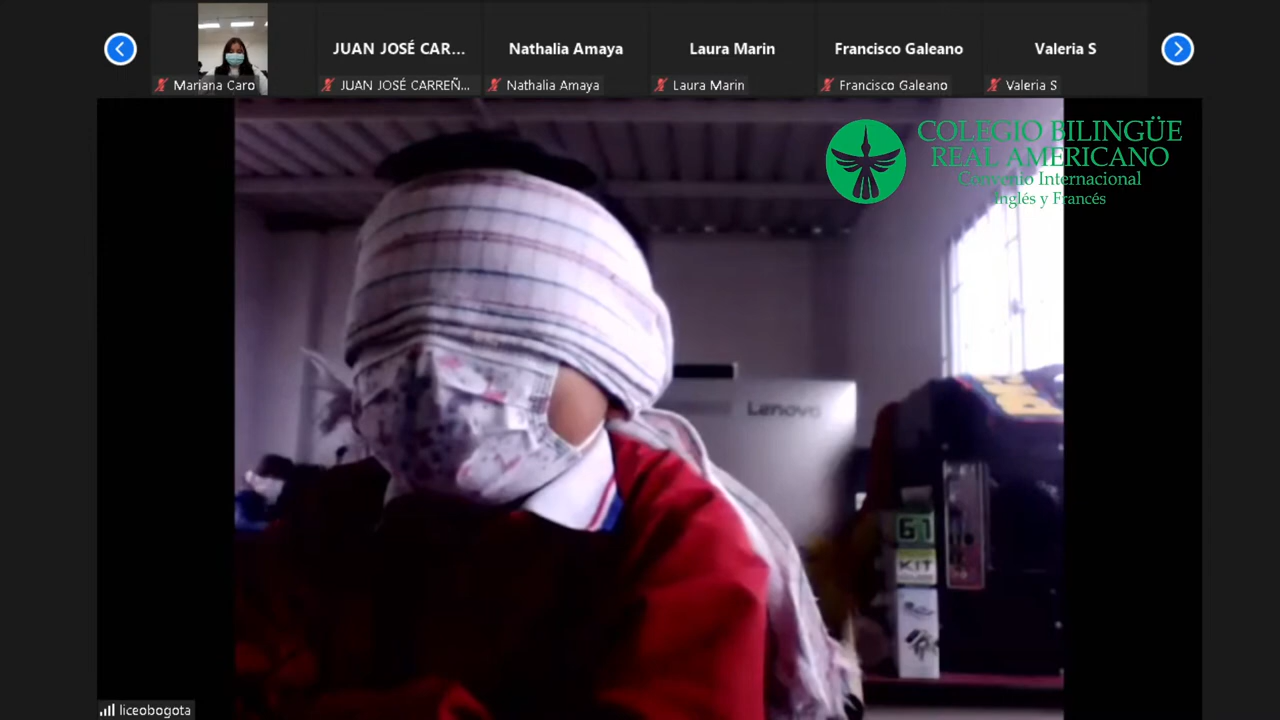 JUAN JOSÉ CAR...
Nathalia Amaya
Laura Marin
Francisco Galeano
Valeria S
Mariana Caro
JUAN JOSÉ CARREÑ...
Nathalia Amaya
Laura Marin
Francisco Galeano
Valeria S
COLEGIO BILINGÜE
REAL AMERICANO
Convenio Internacional
Inglés y Francés
Lenovo
61
KIT
liceobogota